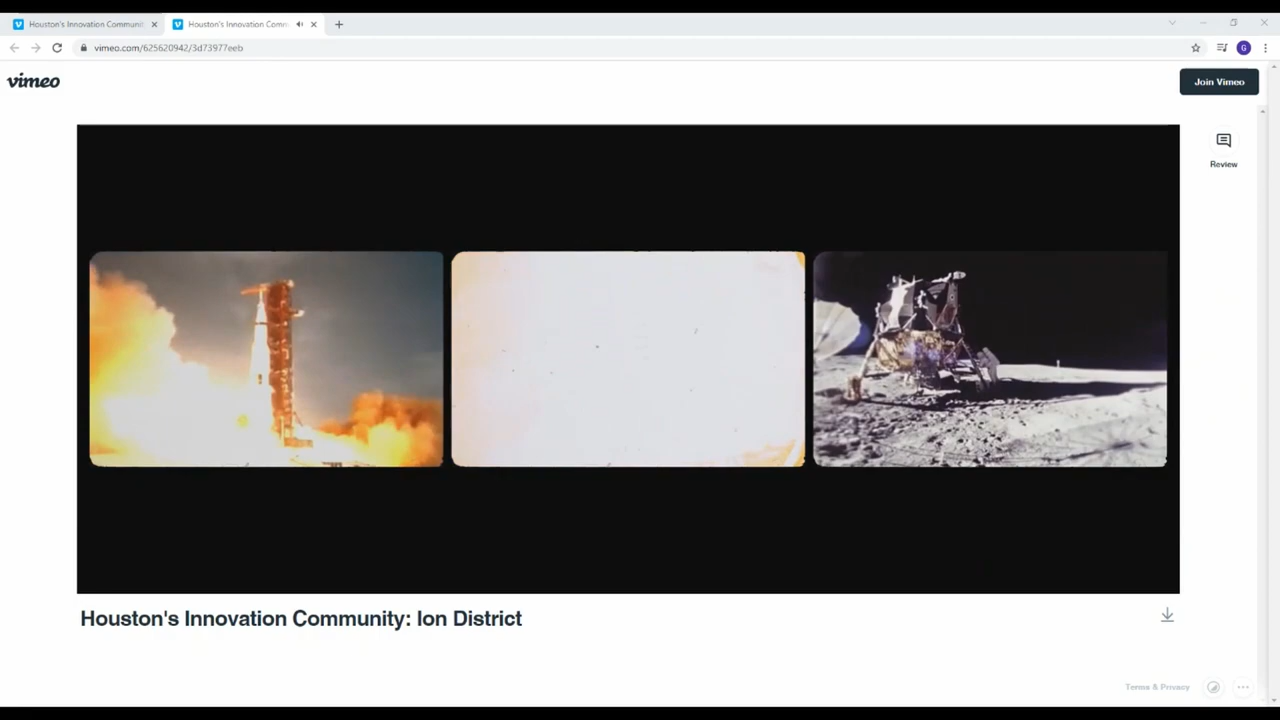 Houston's Innovation Communit
Houston's Innovation Com
vimeo.com/625620942/3d73977eeb
G
vimeo
Join Vimeo
Review
Houston's Innovation Community: Ion District
Terms & Privacy